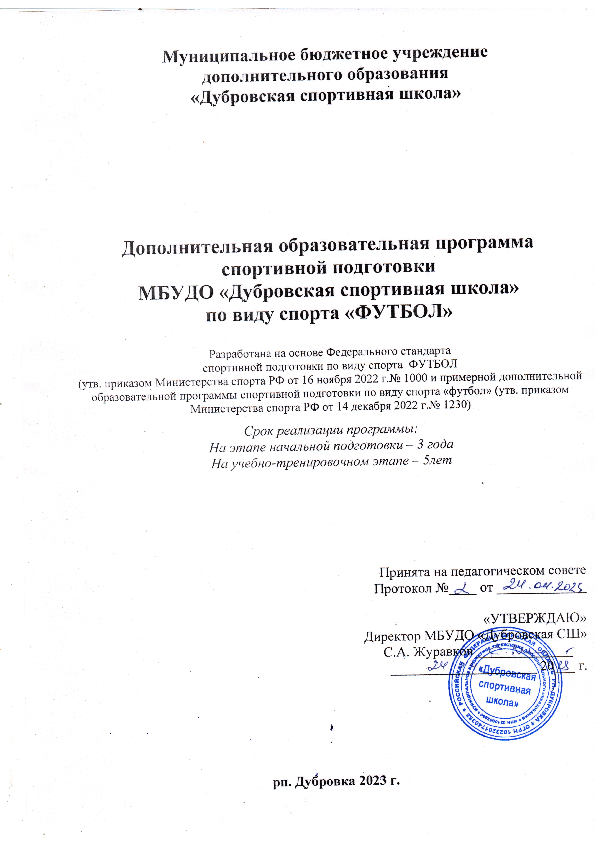 Муниципальное бюджетное учреждение
дополнительного образования
«Дубровская спортивная школа»
Дополнительная образовательная программа
спортивной подготовки
МБУДО «Дубровская спортивная школа»
по виду спорта «ФУТБОЛ»
Разработана на основе Федерального стандарта
спортивной подготовки по виду спорта ФУТБОЛ
(утв. приказом Министерства спорта РФ от 16 ноября 2022 г.№ 1000 и примерной дополнительной
образовательной программы спортивной подготовки по виду спорта «футбол» (утв. приказом
Министерства спорта РФ от 14 декабря 2022 г.№ 1230)
Срок реализации программы:
На этапе начальной подготовки – 3 года
На учебно-тренировочном этапе – 5лет
Принята на педагогическом совете
Протокол № 2 от 24.04.2023
«УТВЕРЖДАЮ»
Директор МБУДО «Дубровская СШ»
С.А. Журавков
24 2023 г.
«Дубровская
спортивная
школа»
рп. Дубровка 2023 г.